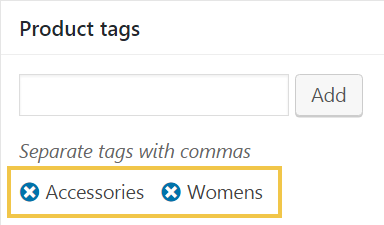 Product tags
Add
Separate tags with commas
Accessories Womens